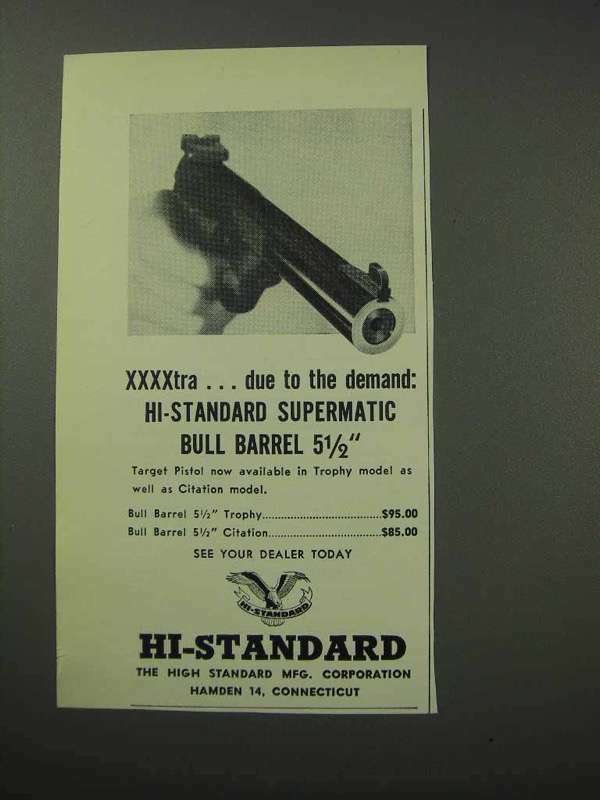 XXXXtra . . . due to the demand:
HI-STANDARD SUPERMATIC
BULL BARREL 5½"
Target Pistol now available in Trophy model as
well as Citation model.
Bull Barrel 5½" Trophy..............................$95.00
Bull Barrel 5½" Citation.............................$85.00
SEE YOUR DEALER TODAY
HI-STANDARD
HI-STANDARD
THE HIGH STANDARD MFG. CORPORATION
HAMDEN 14, CONNECTICUT